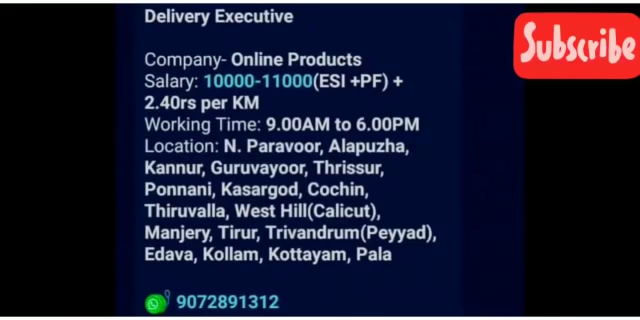 Delivery Executive
Subscribe
Company- Online Products
Salary: 10000-11000(ESI +PF) +
2.40rs per KM
Working Time: 9.00AM to 6.00PM
Location: N. Paravoor, Alapuzha,
Kannur, Guruvayoor, Thrissur,
Ponnani, Kasargod, Cochin,
Thiruvalla, West Hill(Calicut),
Manjery, Tirur, Trivandrum(Peyyad),
Edava, Kollam, Kottayam, Pala
9072891312